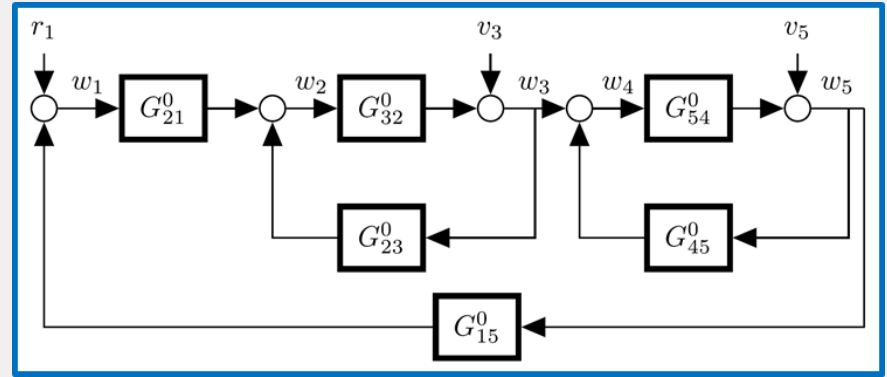 r₁ v₃ v₅
w₁ G⁰₂₁ w₂ G⁰₃₂ w₃ w₄ G⁰₅₄ w₅
G⁰₂₃ G⁰₄₅
G⁰₁₅